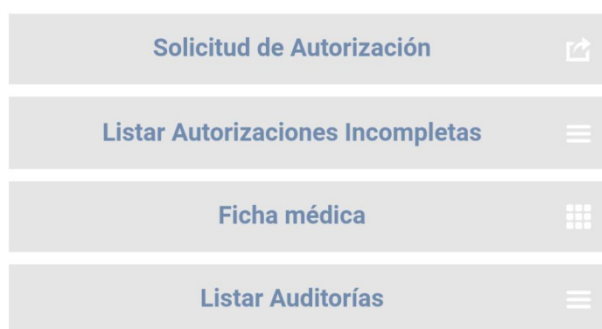 Solicitud de Autorización
Listar Autorizaciones Incompletas
Ficha médica
Listar Auditorías